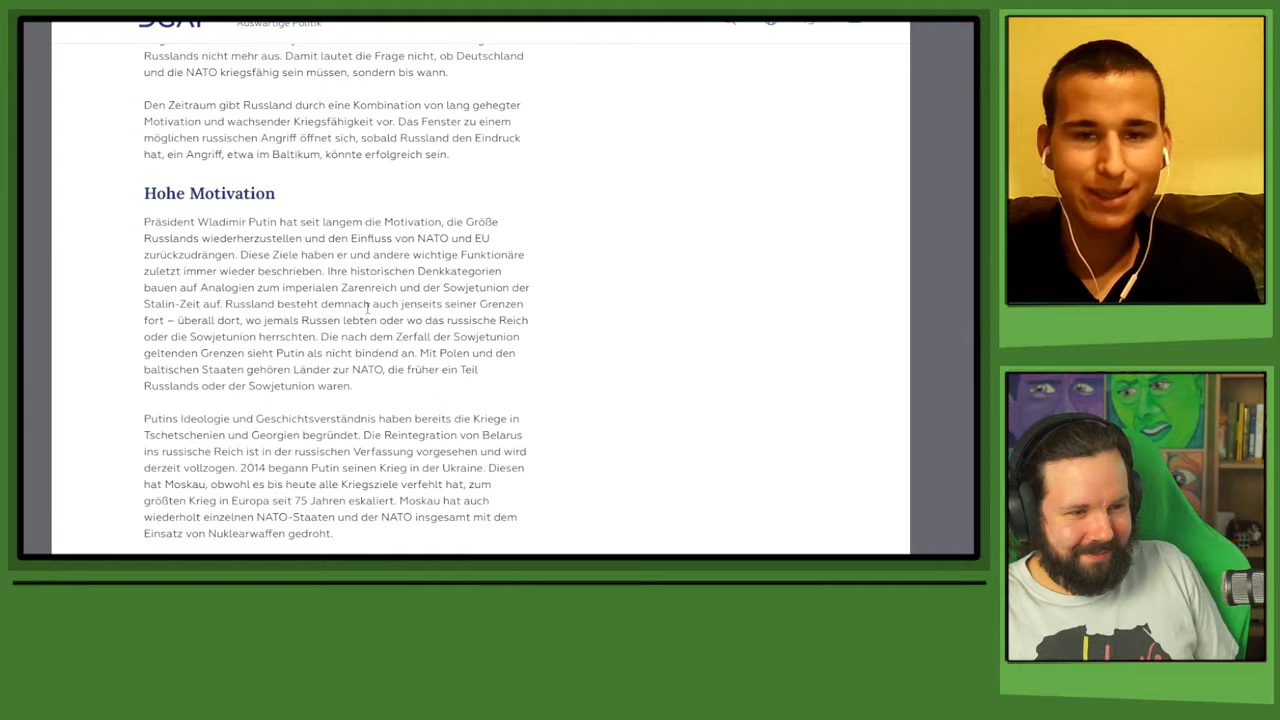 DGAP Auswärtige Politik
Russlands nicht mehr aus. Damit lautet die Frage nicht, ob Deutschland
und die NATO kriegsfähig sein müssen, sondern bis wann.
Den Zeitraum gibt Russland durch eine Kombination von lang gehegter
Motivation und wachsender Kriegsfähigkeit vor. Das Fenster zu einem
möglichen russischen Angriff öffnet sich, sobald Russland den Eindruck
hat, ein Angriff, etwa im Baltikum, könnte erfolgreich sein.
Hohe Motivation
Präsident Wladimir Putin hat seit langem die Motivation, die Größe
Russlands wiederherzustellen und den Einfluss von NATO und EU
zurückzudrängen. Diese Ziele haben er und andere wichtige Funktionäre
zuletzt immer wieder beschrieben. Ihre historischen Denkkategorien
bauen auf Analogien zum imperialen Zarenreich und der Sowjetunion der
Stalin-Zeit auf. Russland besteht demnach auch jenseits seiner Grenzen
fort – überall dort, wo jemals Russen lebten oder wo das russische Reich
oder die Sowjetunion herrschten. Die nach dem Zerfall der Sowjetunion
geltenden Grenzen sieht Putin als nicht bindend an. Mit Polen und den
baltischen Staaten gehören Länder zur NATO, die früher ein Teil
Russlands oder der Sowjetunion waren.
Putins Ideologie und Geschichtsverständnis haben bereits die Kriege in
Tschetschenien und Georgien begründet. Die Reintegration von Belarus
ins russische Reich ist in der russischen Verfassung vorgesehen und wird
derzeit vollzogen. 2014 begann Putin seinen Krieg in der Ukraine. Diesen
hat Moskau, obwohl es bis heute alle Kriegsziele verfehlt hat, zum
größten Krieg in Europa seit 75 Jahren eskaliert. Moskau hat auch
wiederholt einzelnen NATO-Staaten und der NATO insgesamt mit dem
Einsatz von Nuklearwaffen gedroht.